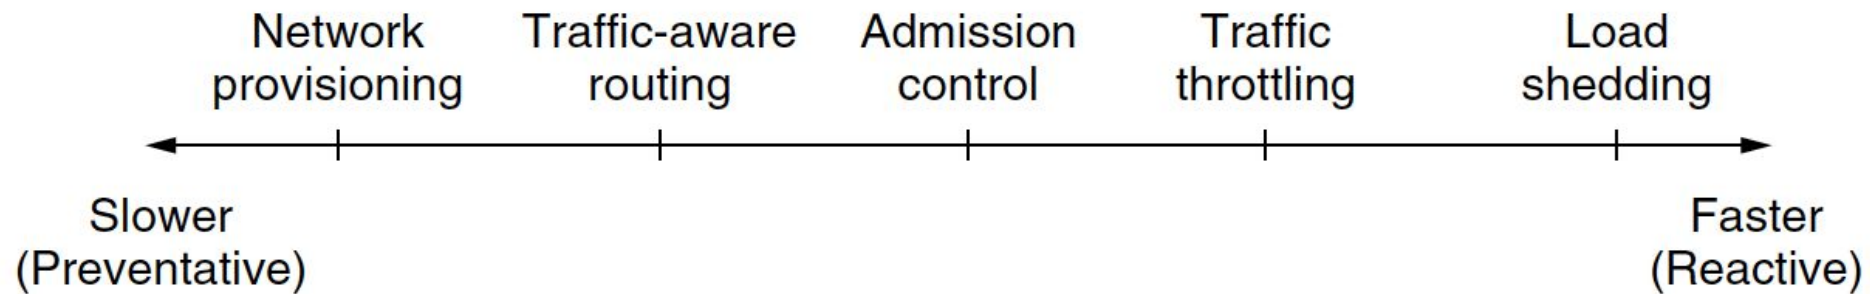 Network
provisioning
Traffic-aware
routing
Admission
control
Traffic
throttling
Load
shedding
Slower
(Preventative)
Faster
(Reactive)